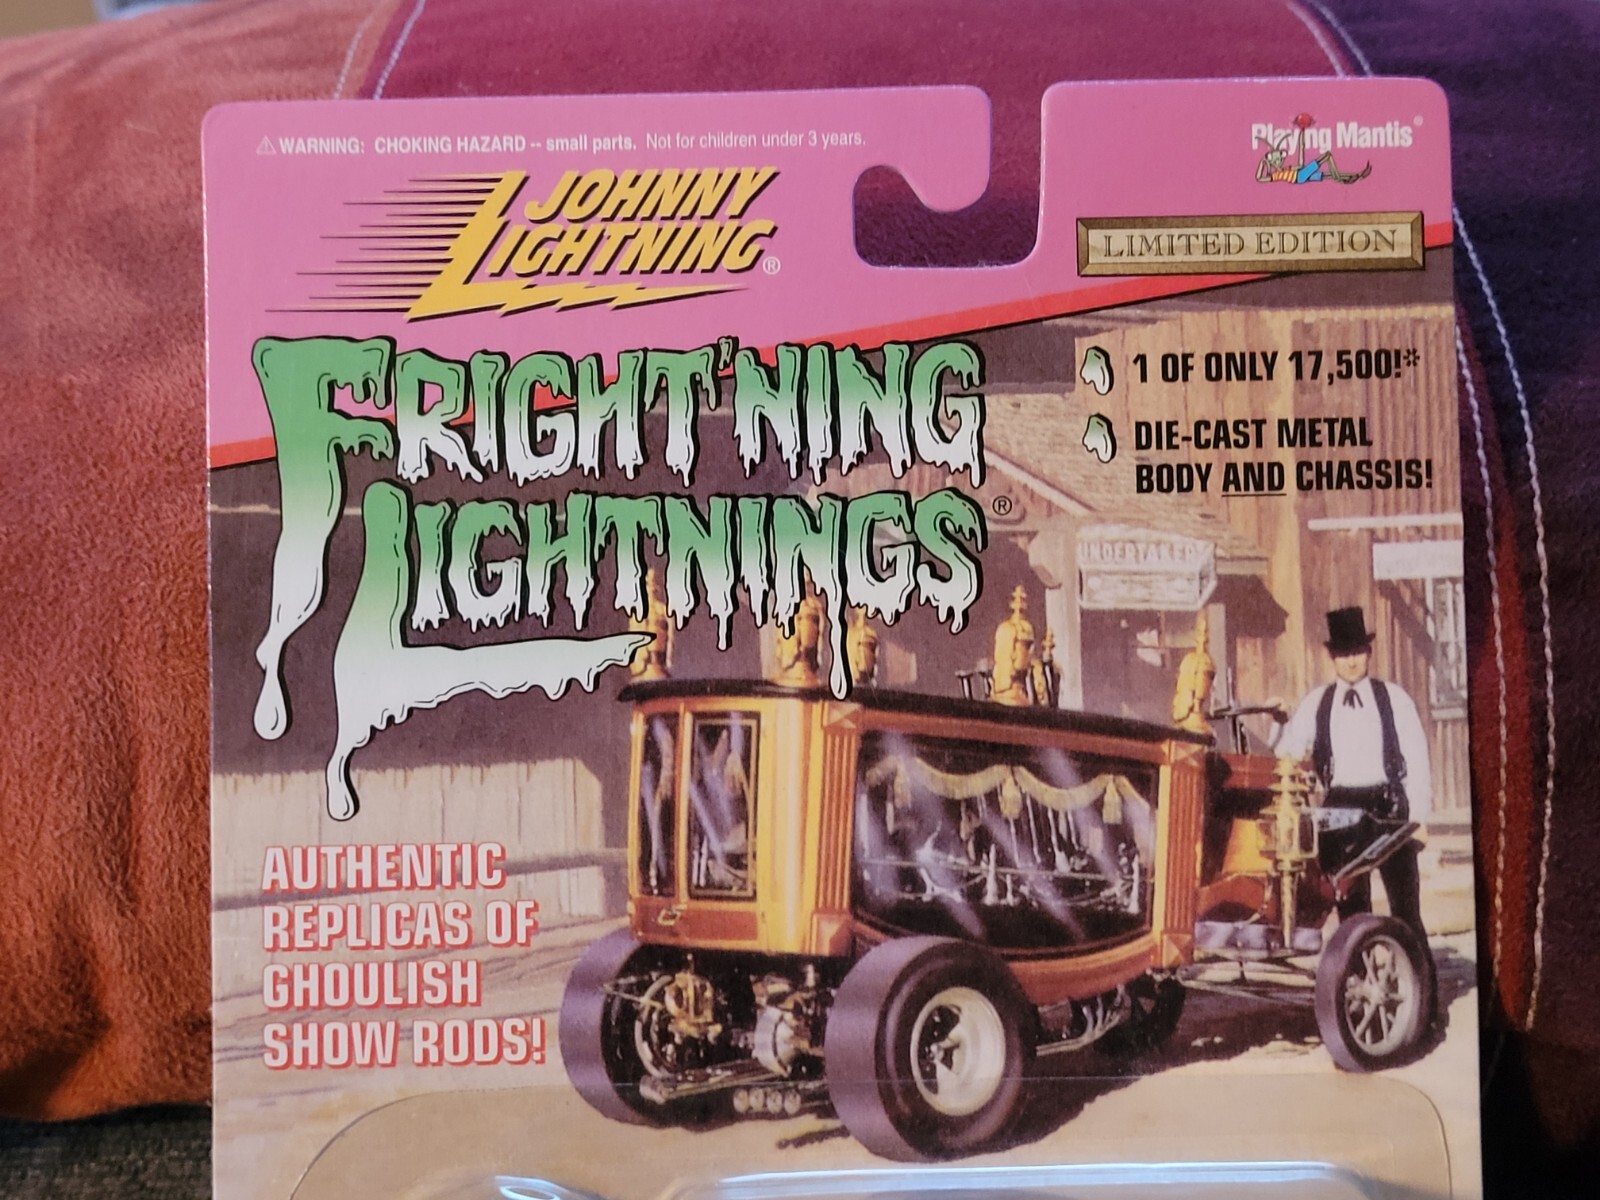 ⚠ WARNING: CHOKING HAZARD -- small parts. Not for children under 3 years.
Playing Mantis®
JOHNNY
LIGHTNING®
LIMITED EDITION
FRIGHT'NING
LIGHTNINGS®
1 OF ONLY 17,500!*
DIE-CAST METAL
BODY AND CHASSIS!
UNDERTAKER
AUTHENTIC
REPLICAS OF
GHOULISH
SHOW RODS!